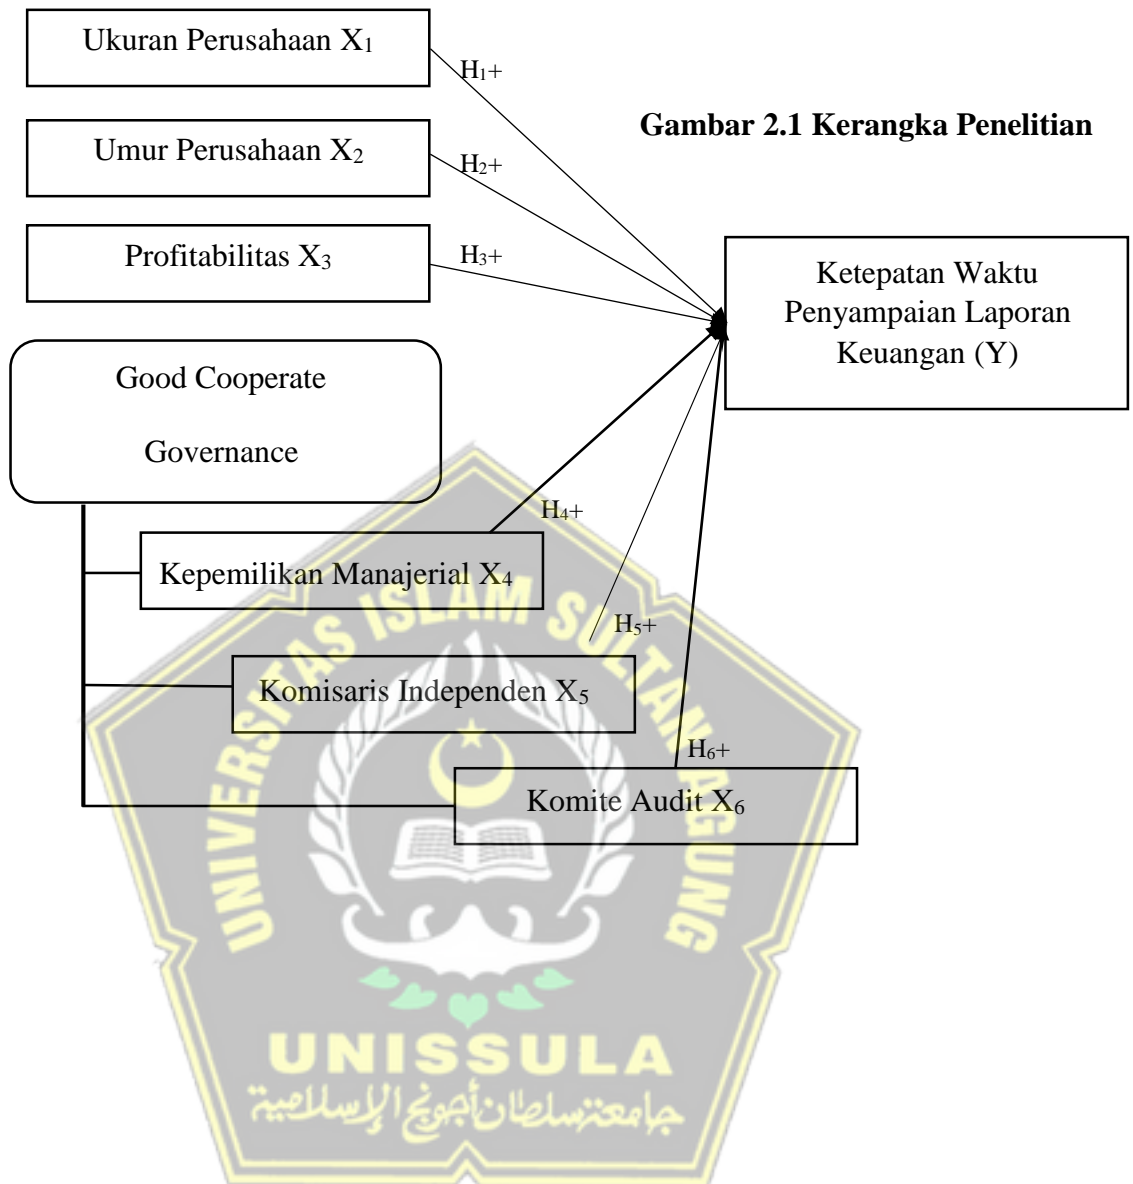 Ukuran Perusahaan X₁
H₁+
Gambar 2.1 Kerangka Penelitian
Umur Perusahaan X₂
H₂+
Profitabilitas X₃
H₃+
Ketepatan Waktu
Penyampaian Laporan
Keuangan (Y)
Good Cooperate
Governance
H₄+
Kepemilikan Manajerial X₄
H₅+
Komisaris Independen X₅
H₆+
Komite Audit X₆
UNIVERSITAS ISLAM SULTAN AGUNG
UNISSULA
جامعتنسلطان أجونج الإسلامية